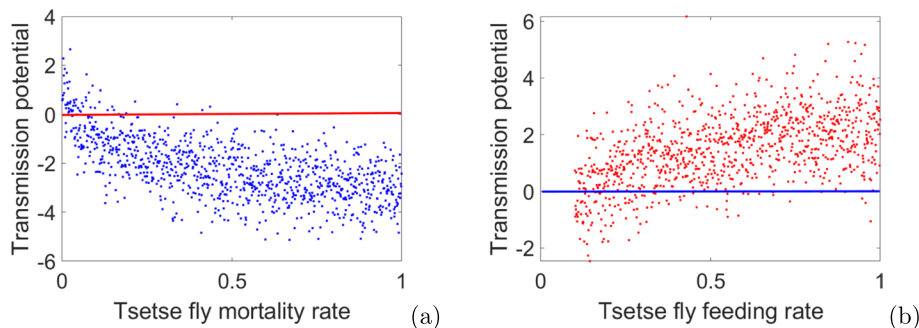 Transmission potential
4
2
0
-2
-4
-6
0
0.5
1
Tsetse fly mortality rate
(a)
Transmission potential
6
4
2
0
-2
0
0.5
1
Tsetse fly feeding rate
(b)